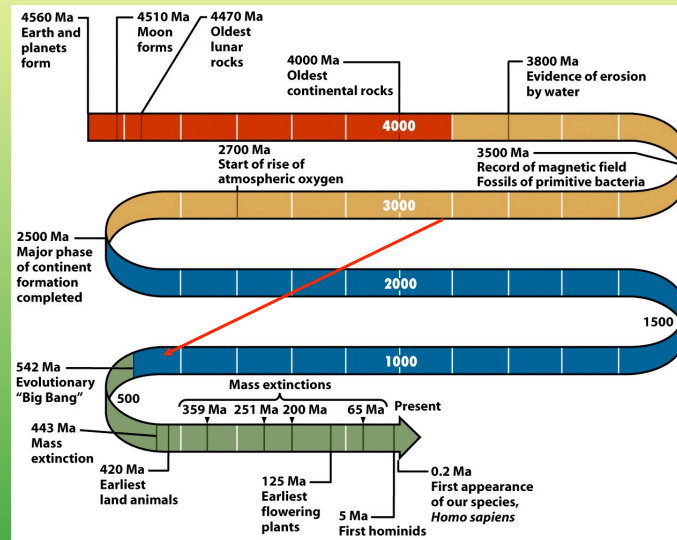 4560 Ma
Earth and
planets
form
4510 Ma
Moon
forms
4470 Ma
Oldest
lunar
rocks
4000 Ma
Oldest
continental rocks
3800 Ma
Evidence of erosion
by water
4000
2700 Ma
Start of rise of
atmospheric oxygen
3500 Ma
Record of magnetic field
Fossils of primitive bacteria
3000
2500 Ma
Major phase
of continent
formation
completed
2000
1500
1000
542 Ma
Evolutionary
"Big Bang"
500
Mass extinctions
359 Ma
251 Ma
200 Ma
65 Ma
Present
443 Ma
Mass
extinction
420 Ma
Earliest
land animals
125 Ma
Earliest
flowering
plants
5 Ma
First hominids
0.2 Ma
First appearance
of our species,
Homo sapiens